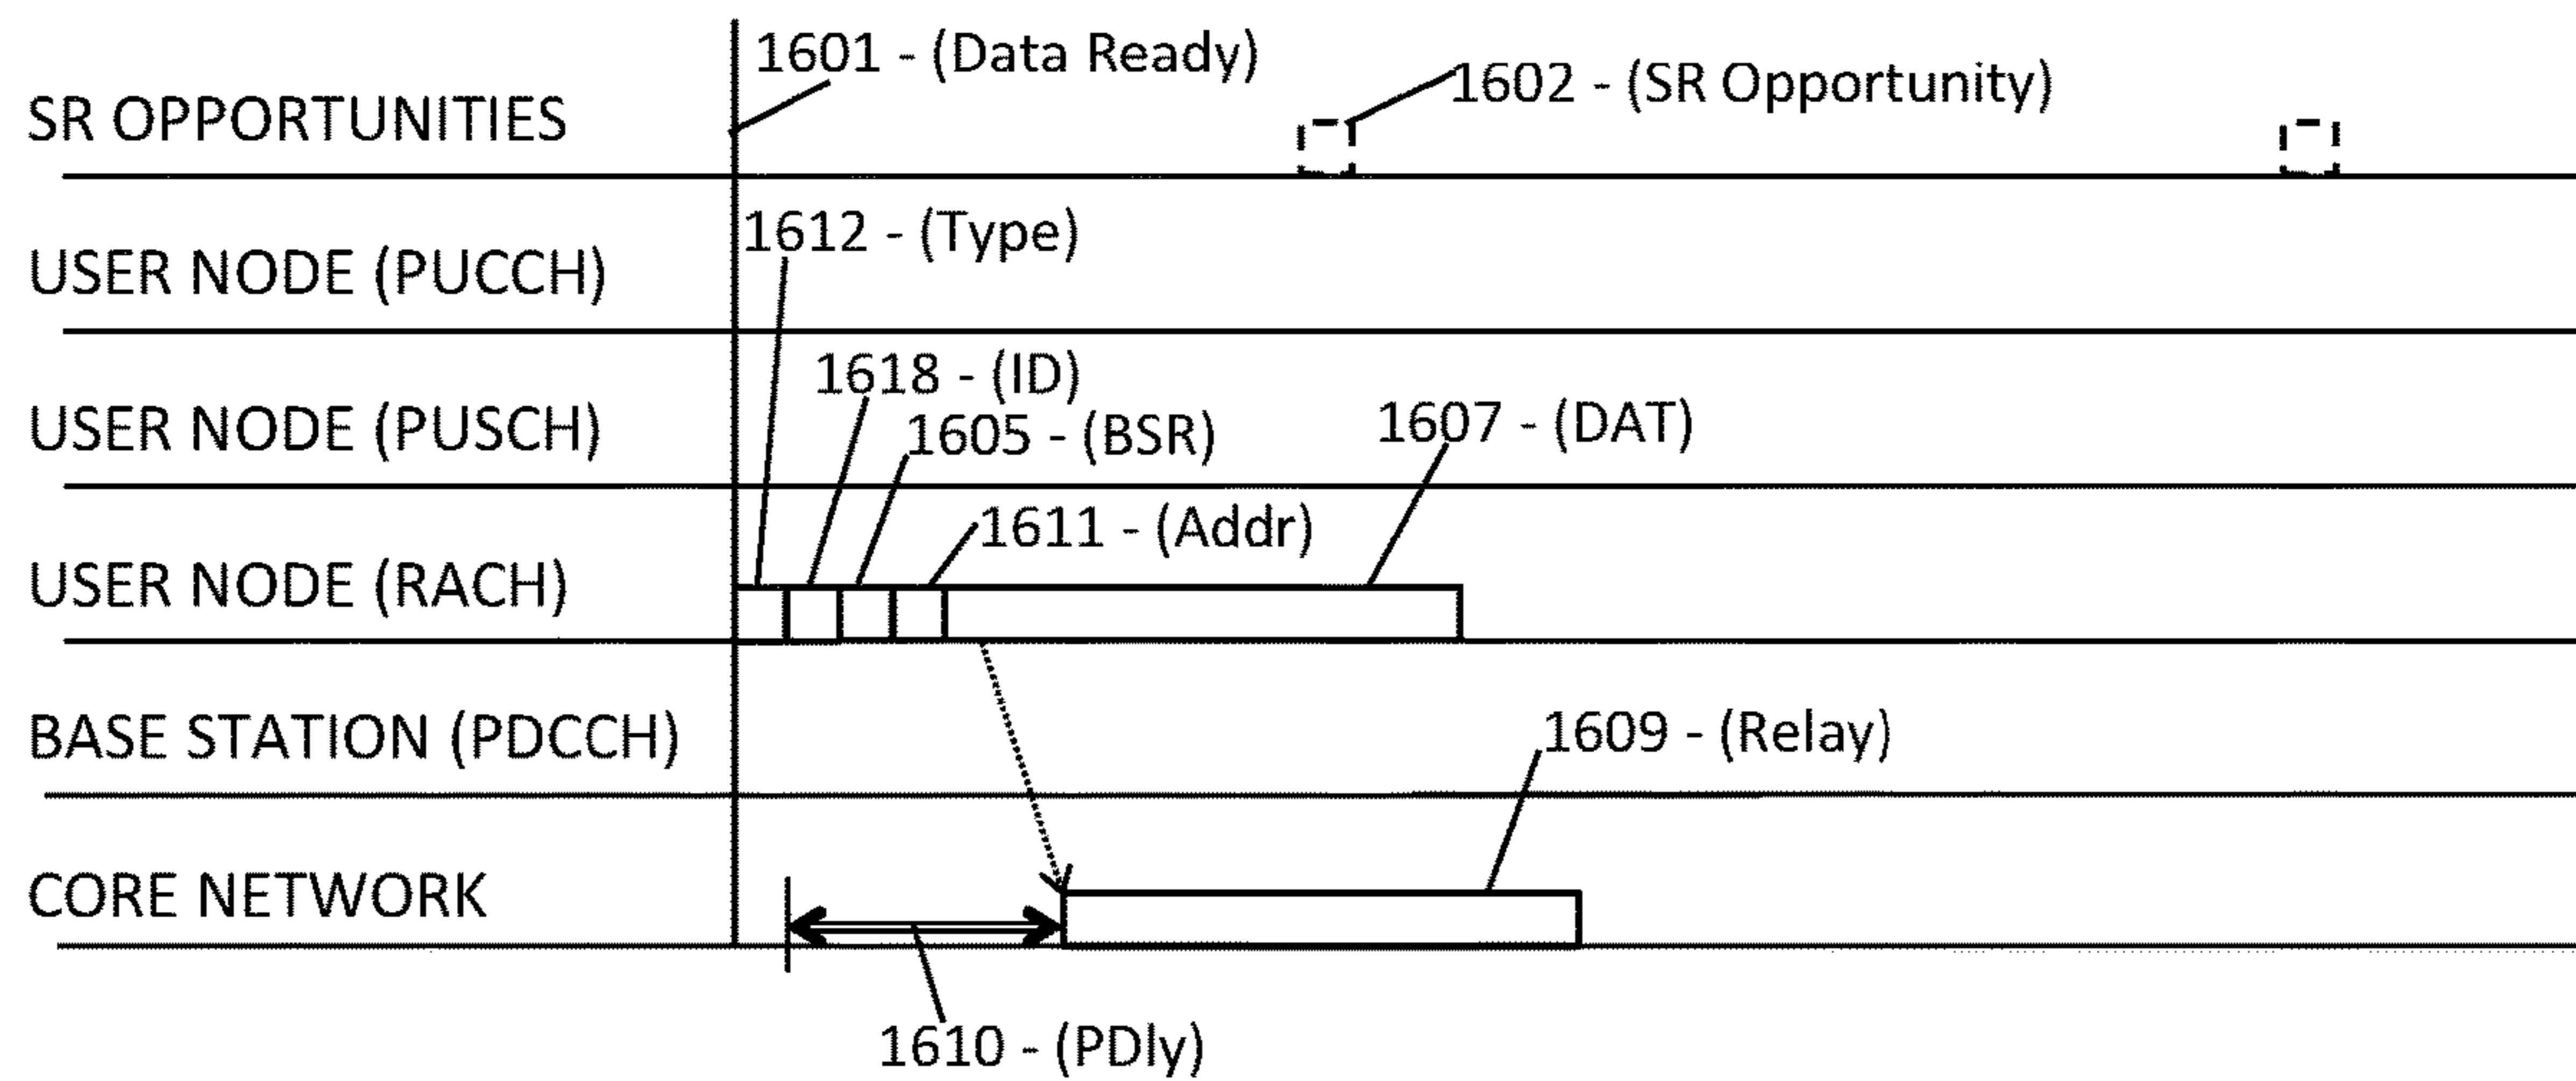 1601 - (Data Ready)
1602 - (SR Opportunity)
SR OPPORTUNITIES
1612 - (Type)
USER NODE (PUCCH)
1618 - (ID)
1605 - (BSR)
1607 - (DAT)
USER NODE (PUSCH)
1611 - (Addr)
USER NODE (RACH)
1609 - (Relay)
BASE STATION (PDCCH)
CORE NETWORK
1610 - (PDly)